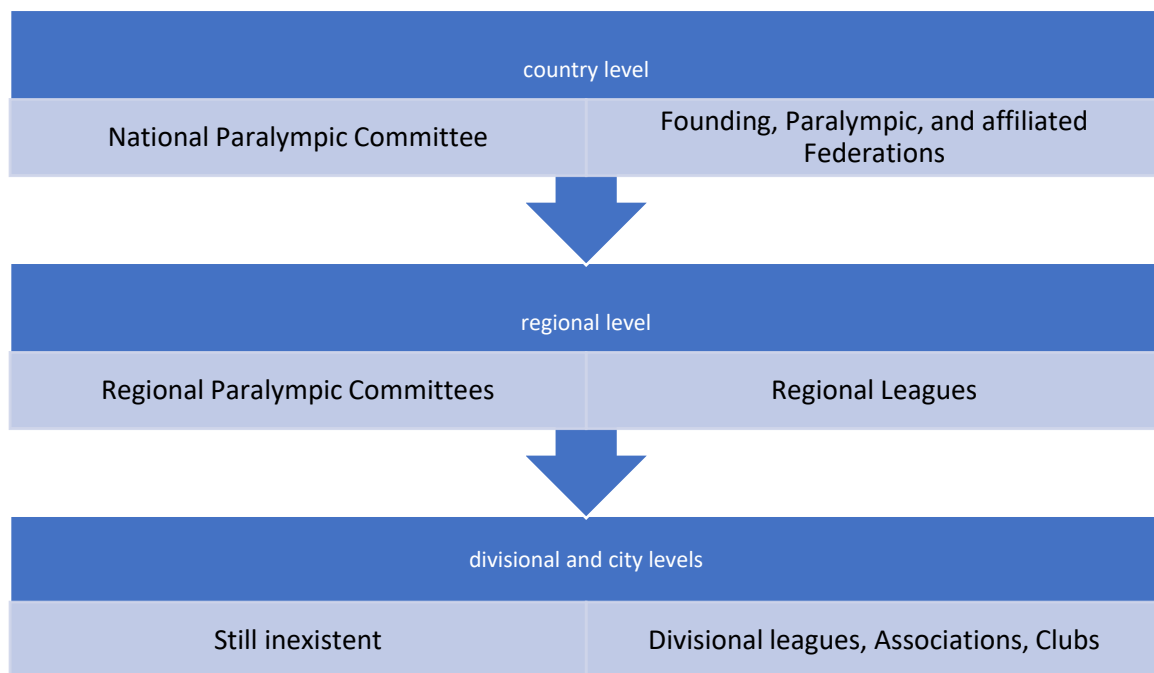 country level
National Paralympic Committee
Founding, Paralympic, and affiliated
Federations
regional level
Regional Paralympic Committees
Regional Leagues
divisional and city levels
Still inexistent
Divisional leagues, Associations, Clubs